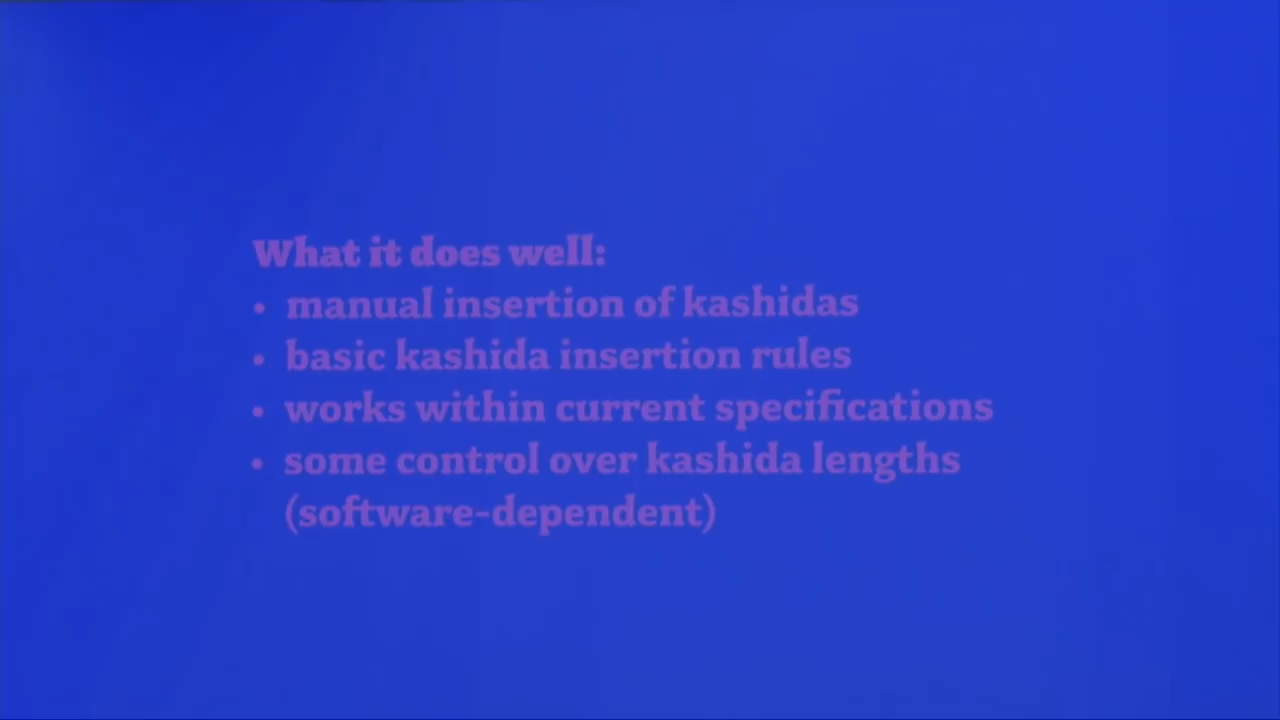 What it does well:
• manual insertion of kashidas
• basic kashida insertion rules
• works within current specifications
• some control over kashida lengths
(software-dependent)